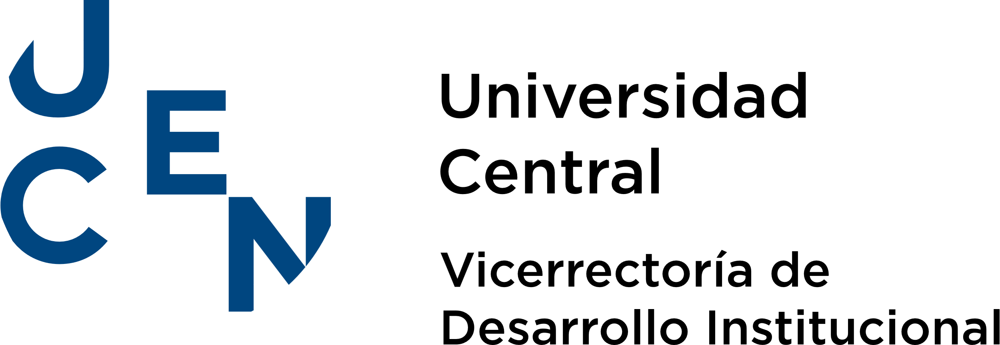 U
E
C
N
Universidad
Central
Vicerrectoría de
Desarrollo Institucional